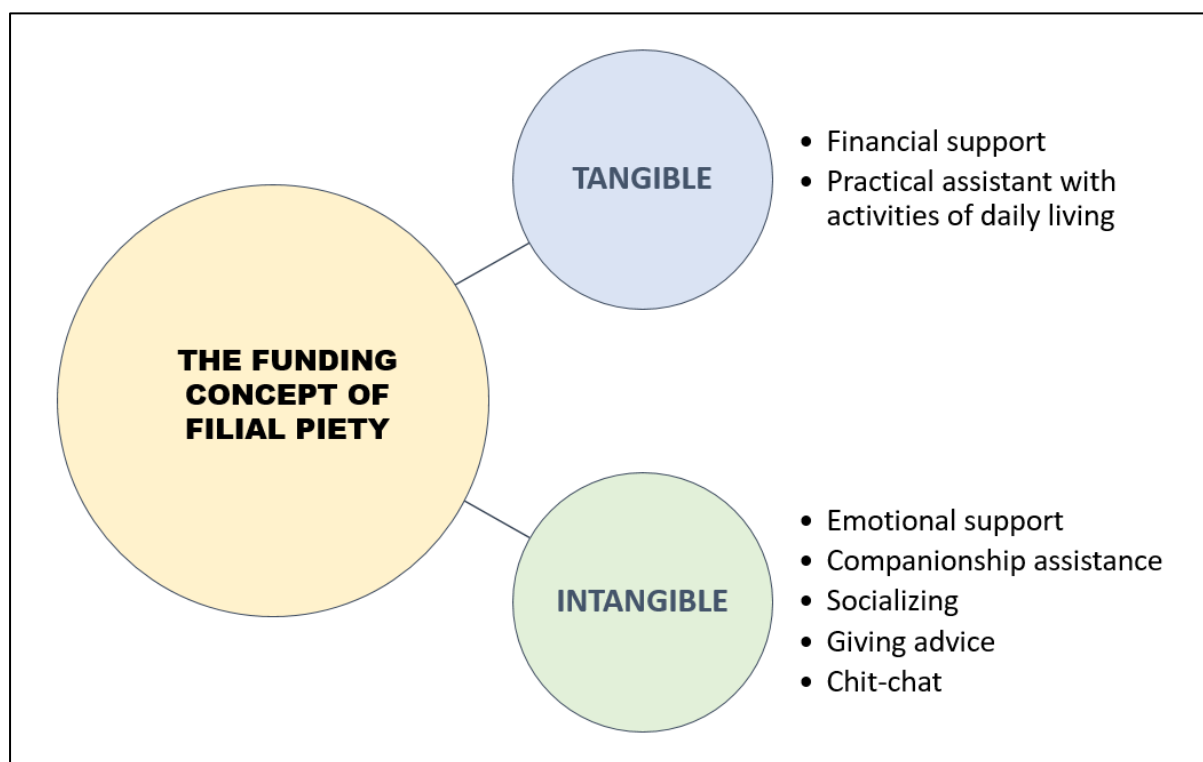 THE FUNDING
CONCEPT OF
FILIAL PIETY
TANGIBLE
• Financial support
• Practical assistant with
activities of daily living
INTANGIBLE
• Emotional support
• Companionship assistance
• Socializing
• Giving advice
• Chit-chat